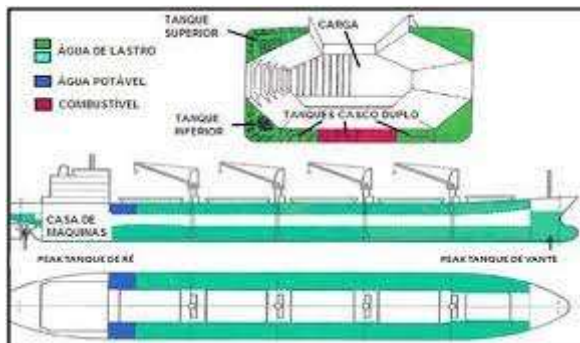 TANQUE
SUPERIOR
CARGA
ÁGUA DE LASTRO
ÁGUA POTÁVEL
COMBUSTÍVEL
TANQUE
INFERIOR
TANQUES CASCO DUPLO
CASA DE
MAQUINAS
PEAK TANQUE DE RÉ
PEAK TANQUE DE VANTE